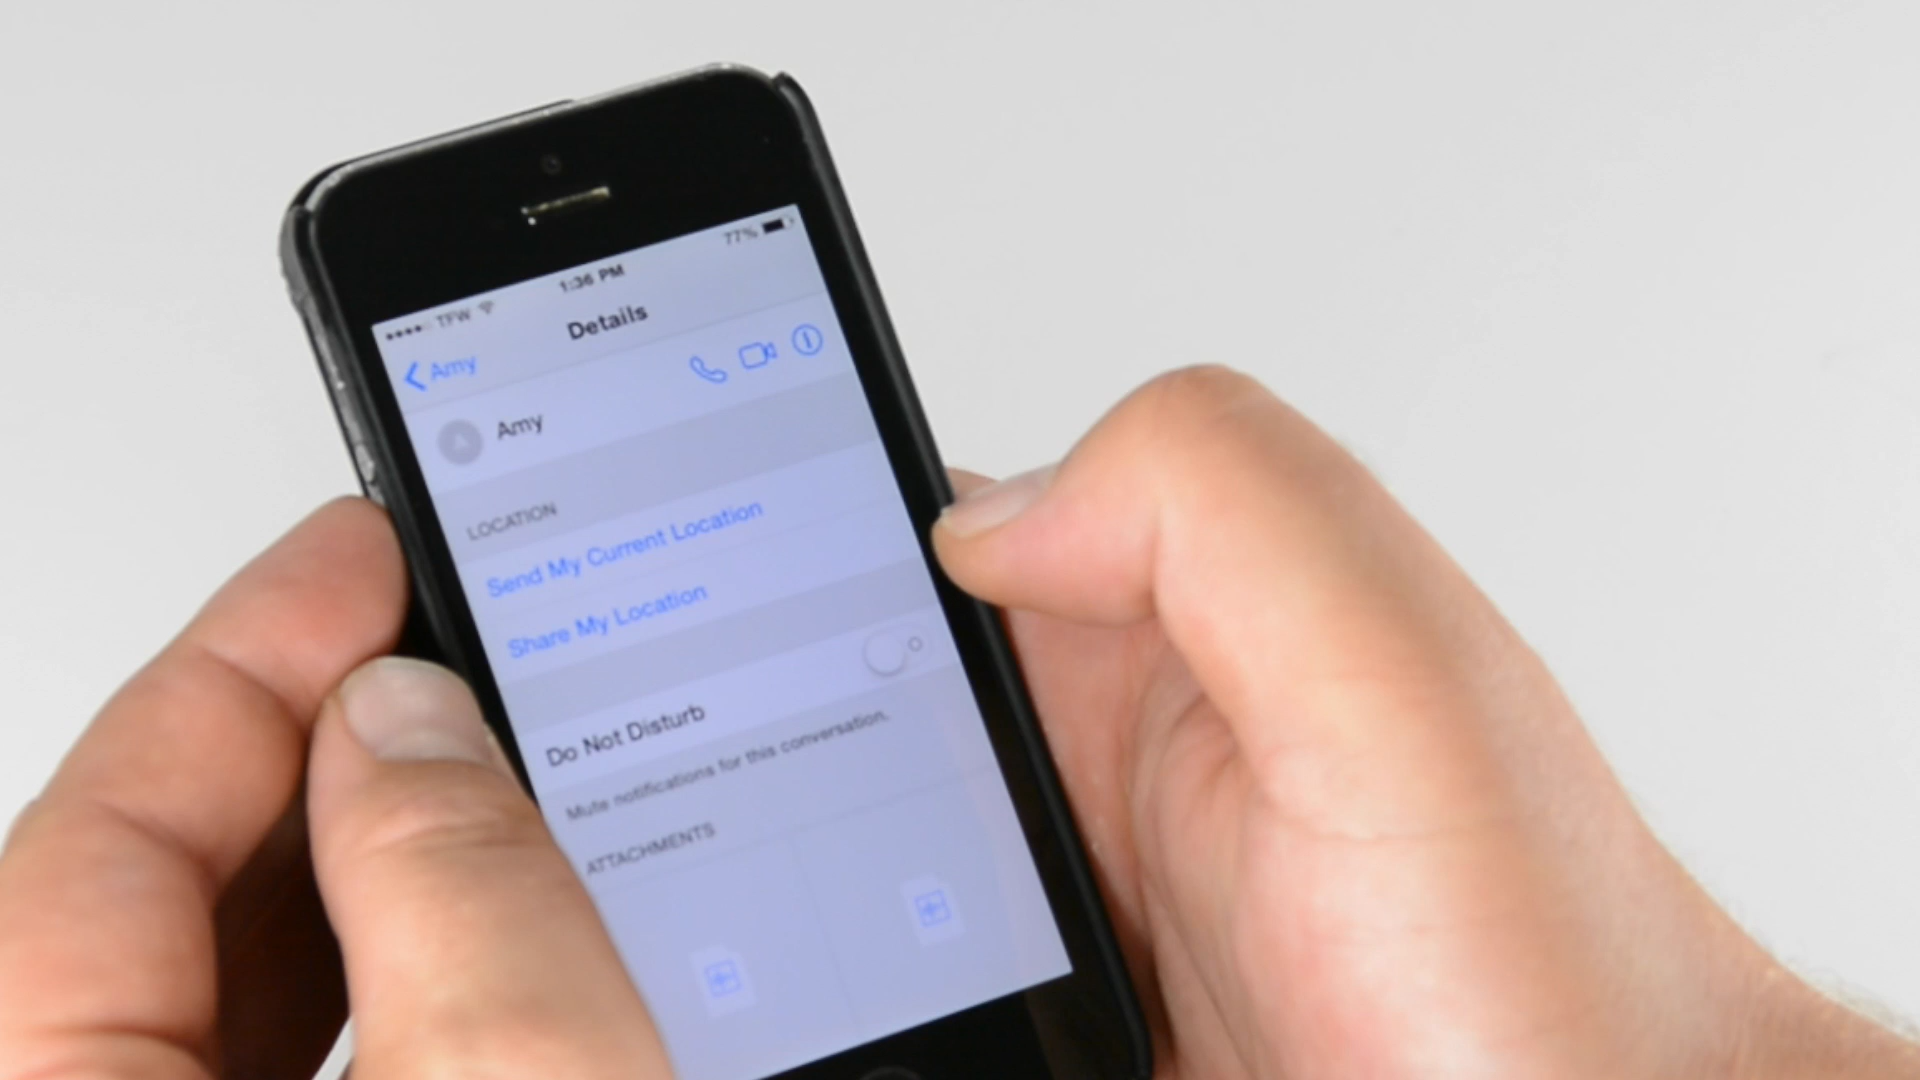 TFW 1:36 PM 77%
Amy Details
Amy
LOCATION
Send My Current Location
Share My Location
Do Not Disturb
Mute notifications for this conversation.
ATTACHMENTS